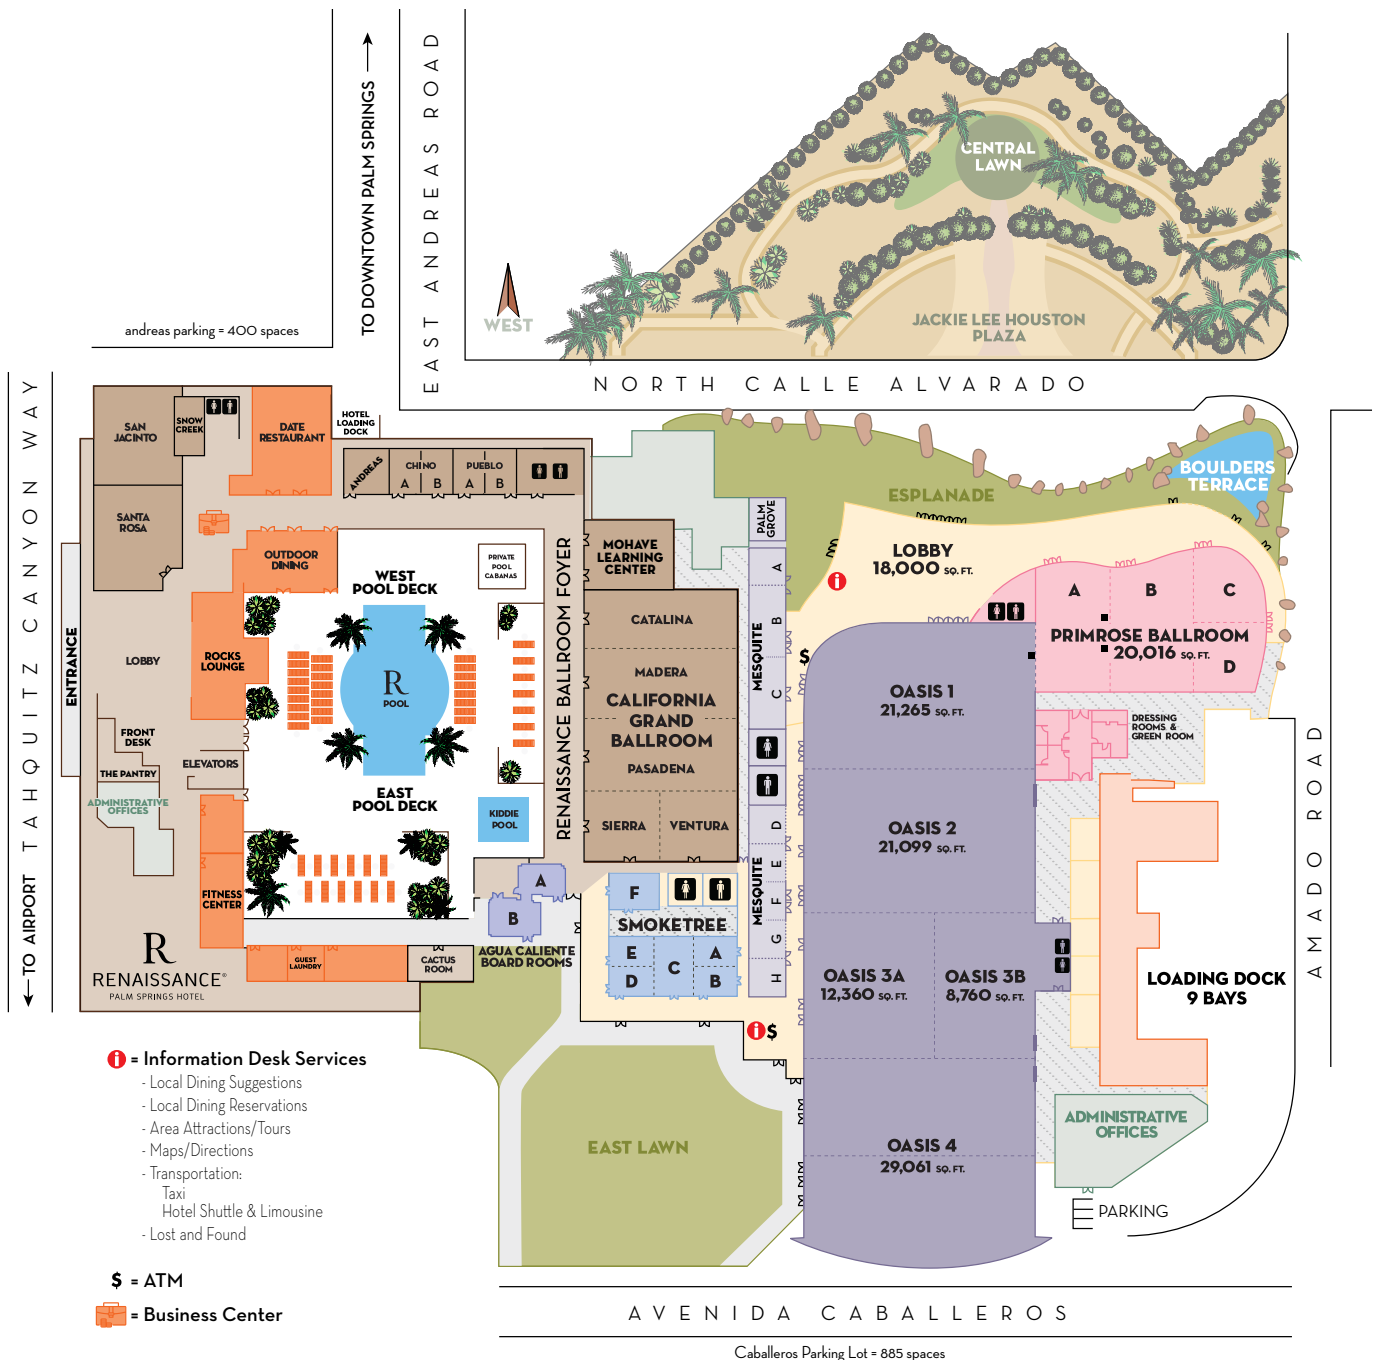 TO DOWNTOWN PALM SPRINGS
EAST ANDREAS ROAD
CENTRAL
LAWN
WEST
JACKIE LEE HOUSTON
PLAZA
andreas parking = 400 spaces
NORTH CALLE ALVARADO
TAHQUITZ CANYON WAY
TO AIRPORT
ENTRANCE
SAN
JACINTO
SNOW
CREEK
DATE
RESTAURANT
HOTEL
LOADING
DOCK
ANDREAS
CHINO
A B
PUEBLO
A B
SANTA
ROSA
OUTDOOR
DINING
WEST
POOL DECK
PRIVATE
POOL
CABANAS
RENAISSANCE BALLROOM FOYER
MOHAVE
LEARNING
CENTER
PALM
GROVE
ESPLANADE
BOULDERS
TERRACE
LOBBY
18,000 SQ. FT.
A
B
C
D
PRIMROSE BALLROOM
20,016 SQ. FT.
LOBBY
ROCKS
LOUNGE
R
POOL
CATALINA
MADERA
CALIFORNIA
GRAND
BALLROOM
PASADENA
SIERRA
VENTURA
MESQUITE
A
B
C
$
OASIS 1
21,265 SQ. FT.
DRESSING
ROOMS &
GREEN ROOM
FRONT
DESK
THE PANTRY
ELEVATORS
ADMINISTRATIVE
OFFICES
EAST
POOL DECK
KIDDIE
POOL
MESQUITE
D
E
F
G
H
OASIS 2
21,099 SQ. FT.
FITNESS
CENTER
A
B
AGUA CALIENTE
BOARD ROOMS
F
SMOKETREE
E
D
C
A
B
OASIS 3A
12,360 SQ. FT.
OASIS 3B
8,760 SQ. FT.
LOADING DOCK
9 BAYS
AMADO ROAD
R
RENAISSANCE®
PALM SPRINGS HOTEL
GUEST
LAUNDRY
CACTUS
ROOM
i $
i = Information Desk Services
- Local Dining Suggestions
- Local Dining Reservations
- Area Attractions/Tours
- Maps/Directions
- Transportation:
Taxi
Hotel Shuttle & Limousine
- Lost and Found
$ = ATM
= Business Center
EAST LAWN
OASIS 4
29,061 SQ. FT.
ADMINISTRATIVE
OFFICES
PARKING
AVENIDA CABALLEROS
Caballeros Parking Lot = 885 spaces